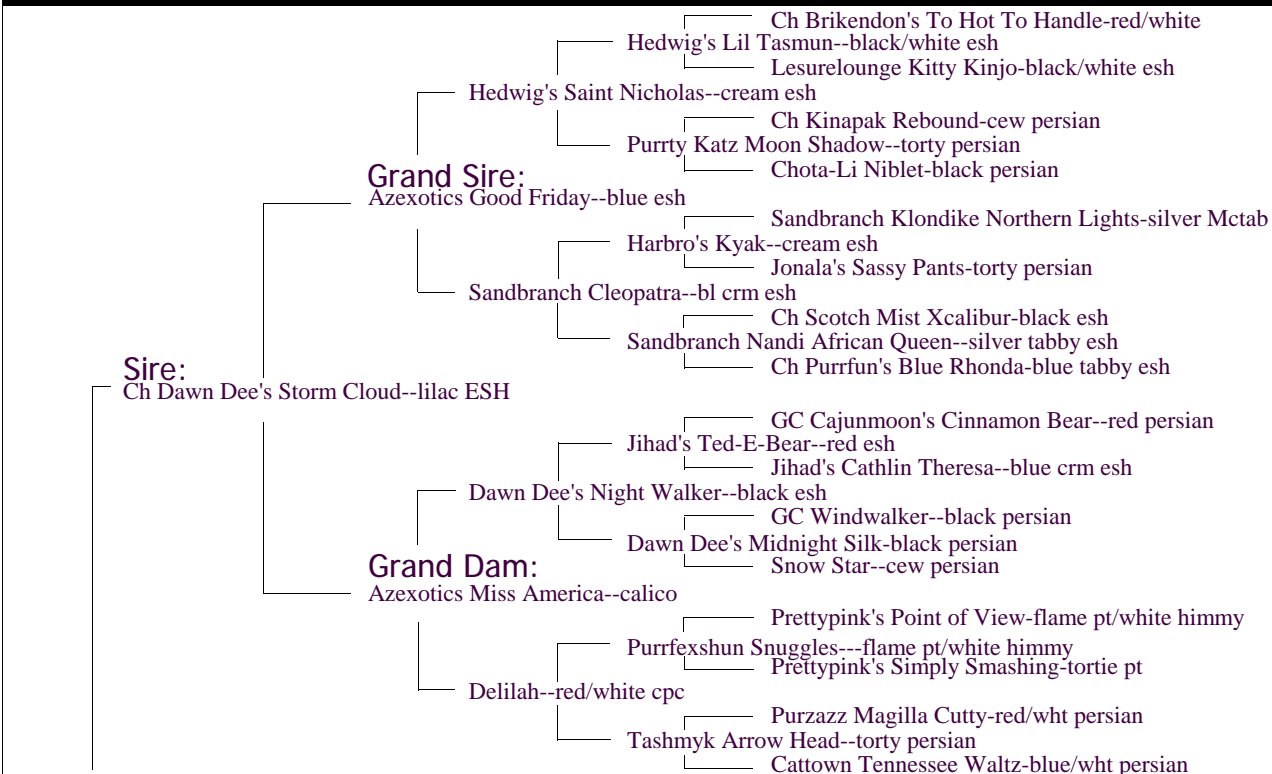 Ch Brikendon's To Hot To Handle-red/white
Hedwig's Lil Tasmun--black/white esh
Lesurelounge Kitty Kinjo-black/white esh
Hedwig's Saint Nicholas--cream esh
Ch Kinapak Rebound-cew persian
Purrty Katz Moon Shadow--torty persian
Chota-Li Niblet-black persian
Grand Sire:
Azexotics Good Friday--blue esh
Sandbranch Klondike Northern Lights-silver Mctab
Harbro's Kyak--cream esh
Jonala's Sassy Pants-torty persian
Sandbranch Cleopatra--bl crm esh
Ch Scotch Mist Xcalibur-black esh
Sandbranch Nandi African Queen--silver tabby esh
Ch Purrfun's Blue Rhonda-blue tabby esh
Sire:
Ch Dawn Dee's Storm Cloud--lilac ESH
GC Cajunmoon's Cinnamon Bear--red persian
Jihad's Ted-E-Bear--red esh
Jihad's Cathlin Theresa--blue crm esh
Dawn Dee's Night Walker--black esh
GC Windwalker--black persian
Dawn Dee's Midnight Silk-black persian
Snow Star--cew persian
Grand Dam:
Azexotics Miss America--calico
Prettypink's Point of View-flame pt/white himmy
Purrfexshun Snuggles---flame pt/white himmy
Prettypink's Simply Smashing-tortie pt
Delilah--red/white cpc
Purzazz Magilla Cutty-red/wht persian
Tashmyk Arrow Head--torty persian
Cattown Tennessee Waltz-blue/wht persian